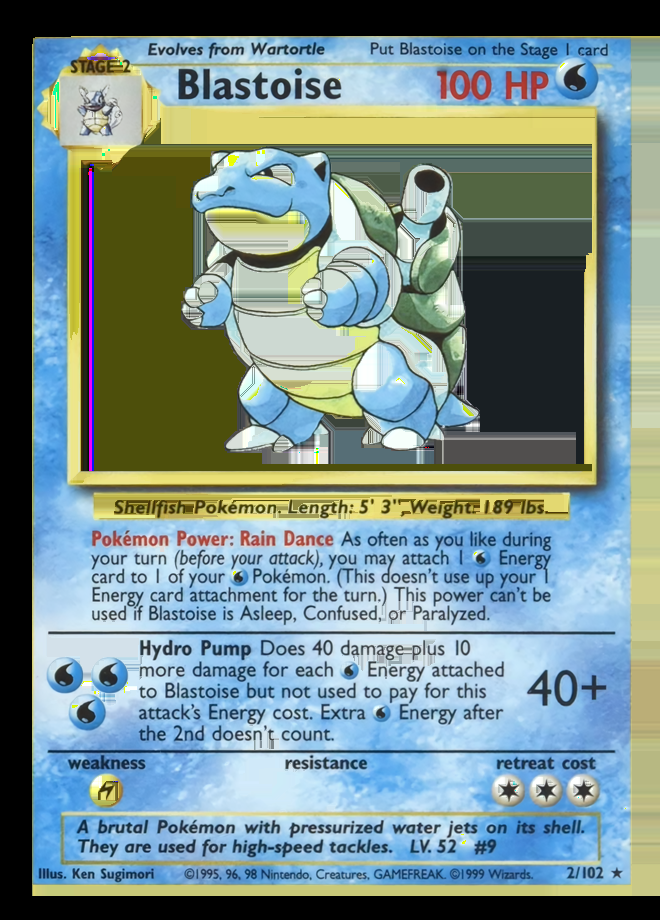 Evolves from Wartortle Put Blastoise on the Stage 1 card
STAGE 2
Blastoise 100 HP
Shellfish Pokémon. Length: 5' 3", Weight: 189 lbs.
Pokémon Power: Rain Dance As often as you like during
your turn (before your attack), you may attach 1 Energy
card to 1 of your Pokémon. (This doesn't use up your 1
Energy card attachment for the turn.) This power can't be
used if Blastoise is Asleep, Confused, or Paralyzed.
Hydro Pump Does 40 damage plus 10
more damage for each Energy attached
to Blastoise but not used to pay for this
attack's Energy cost. Extra Energy after
the 2nd doesn't count.
40+
weakness resistance retreat cost
A brutal Pokémon with pressurized water jets on its shell.
They are used for high-speed tackles. LV. 52 #9
Illus. Ken Sugimori ©1995, 96, 98 Nintendo, Creatures, GAMEFREAK. ©1999 Wizards. 2/102 ★